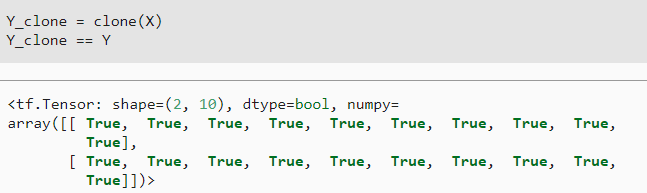 Y_clone = clone(X)
Y_clone == Y
<tf.Tensor: shape=(2, 10), dtype=bool, numpy=
array([[ True,  True,  True,  True,  True,  True,  True,  True,  True,
         True],
       [ True,  True,  True,  True,  True,  True,  True,  True,  True,
         True]])>